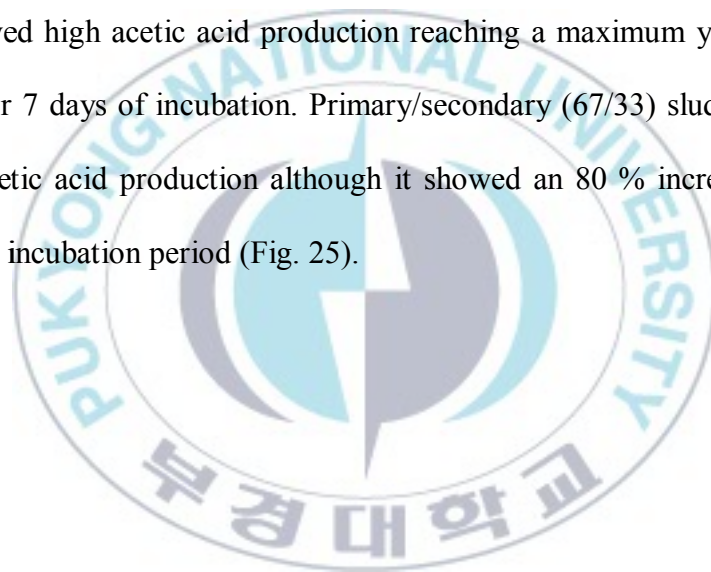 ved high acetic acid production reaching a maximum y
r 7 days of incubation. Primary/secondary (67/33) sluc
etic acid production although it showed an 80 % incre
incubation period (Fig. 25).
PUKYONG NATIONAL UNIVERSITY
부경대학교